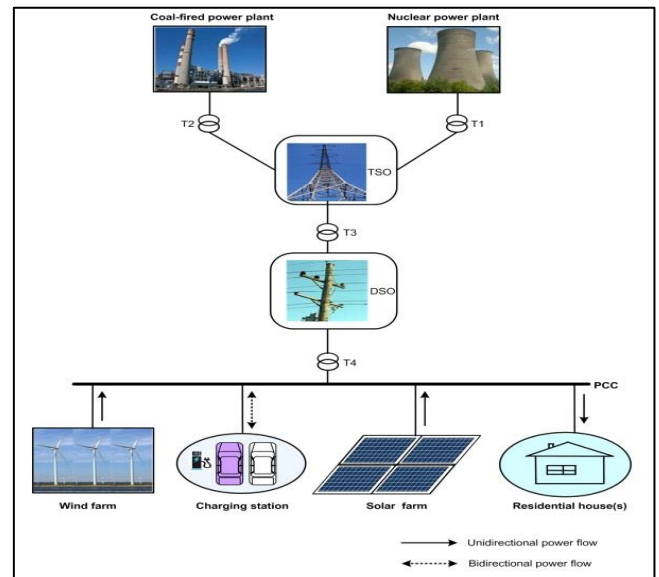 Coal-fired power plant
Nuclear power plant
T2
T1
TSO
T3
DSO
T4
PCC
Wind farm
Charging station
Solar farm
Residential house(s)
Unidirectional power flow
Bidirectional power flow